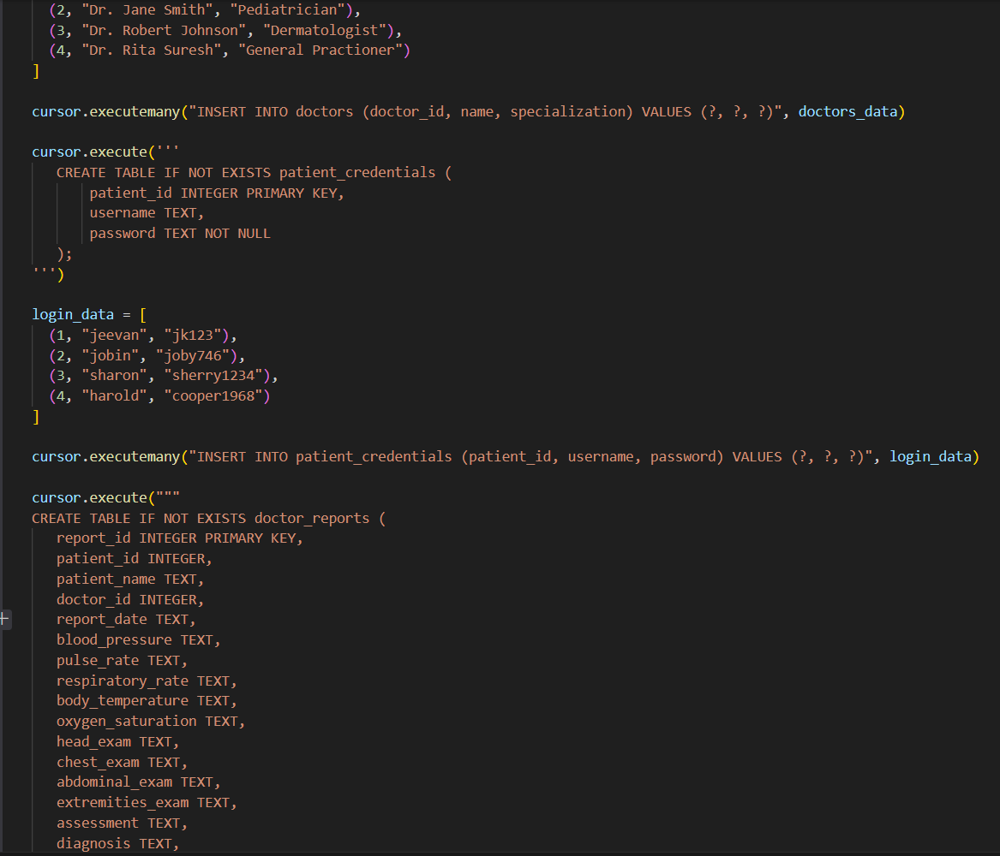 (2, "Dr. Jane Smith", "Pediatrician"),
(3, "Dr. Robert Johnson", "Dermatologist"),
(4, "Dr. Rita Suresh", "General Practioner")
]
cursor.executemany("INSERT INTO doctors (doctor_id, name, specialization) VALUES (?, ?, ?)", doctors_data)
cursor.execute('''
CREATE TABLE IF NOT EXISTS patient_credentials (
patient_id INTEGER PRIMARY KEY,
username TEXT,
password TEXT NOT NULL
);
''')
login_data = [
(1, "jeevan", "jk123"),
(2, "jobin", "joby746"),
(3, "sharon", "sherry1234"),
(4, "harold", "cooper1968")
]
cursor.executemany("INSERT INTO patient_credentials (patient_id, username, password) VALUES (?, ?, ?)", login_data)
cursor.execute("""
CREATE TABLE IF NOT EXISTS doctor_reports (
report_id INTEGER PRIMARY KEY,
patient_id INTEGER,
patient_name TEXT,
doctor_id INTEGER,
report_date TEXT,
blood_pressure TEXT,
pulse_rate TEXT,
respiratory_rate TEXT,
body_temperature TEXT,
oxygen_saturation TEXT,
head_exam TEXT,
chest_exam TEXT,
abdominal_exam TEXT,
extremities_exam TEXT,
assessment TEXT,
diagnosis TEXT,